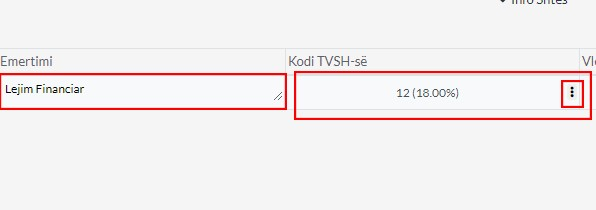 Info Shtesë
Emertimi Kodi TVSH-së
Lejim Financiar 12 (18.00%)